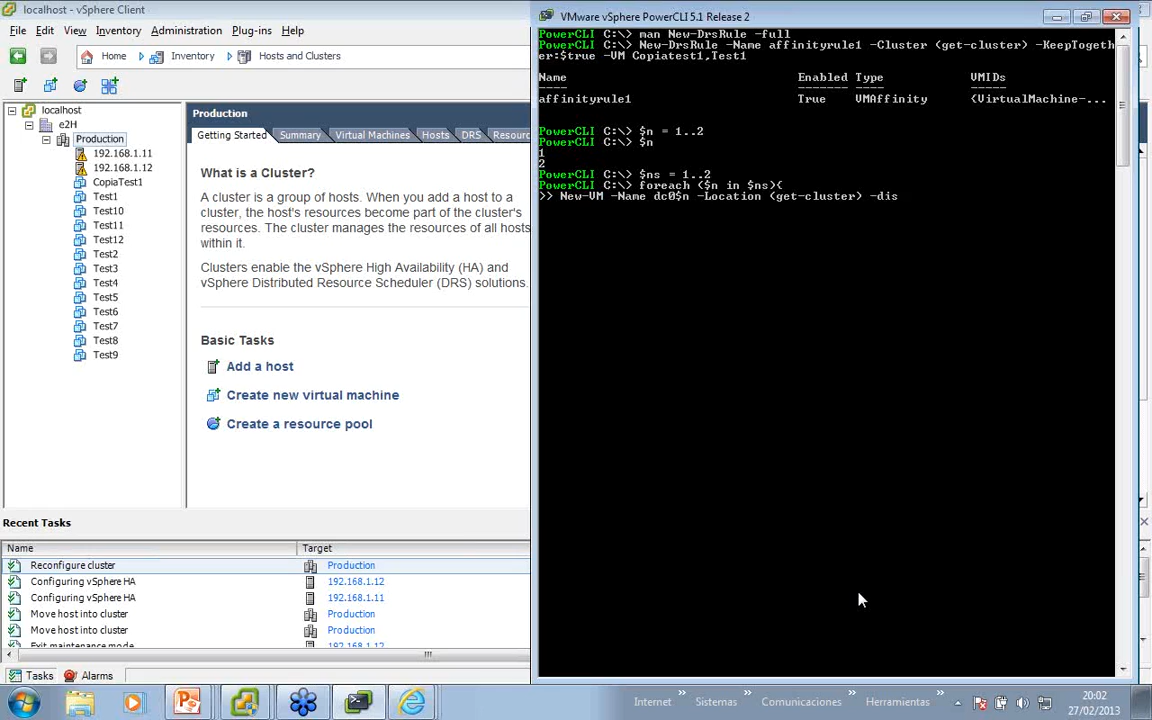 localhost - vSphere Client
File Edit View Inventory Administration Plug-ins Help
Home Inventory Hosts and Clusters
localhost
e2H
Production
192.168.1.11
192.168.1.12
CopiaTest1
Test1
Test10
Test11
Test12
Test2
Test3
Test4
Test5
Test6
Test7
Test8
Test9
Production
Getting Started Summary Virtual Machines Hosts DRS Resourc
What is a Cluster?
A cluster is a group of hosts. When you add a host to a
cluster, the host's resources become part of the cluster's
resources. The cluster manages the resources of all hosts
within it.
Clusters enable the vSphere High Availability (HA) and
vSphere Distributed Resource Scheduler (DRS) solutions.
Basic Tasks
Add a host
Create new virtual machine
Create a resource pool
Recent Tasks
Name Target
Reconfigure cluster Production
Configuring vSphere HA 192.168.1.12
Configuring vSphere HA 192.168.1.11
Move host into cluster Production
Move host into cluster Production
Exit maintenance mode 192.168.1.12
Tasks Alarms
VMware vSphere PowerCLI 5.1 Release 2
PowerCLI C:\> man New-DrsRule -full
PowerCLI C:\> New-DrsRule -Name affinityrule1 -Cluster (get-cluster) -KeepTogeth
er:$true -VM Copiatest1,Test1
Name Enabled Type VMIDs
---- ------- ---- -----
affinityrule1 True VMAffinity {VirtualMachine-...
PowerCLI C:\> $n = 1..2
PowerCLI C:\> $n
1
2
PowerCLI C:\> $ns = 1..2
PowerCLI C:\> foreach ($n in $ns){
>> New-VM -Name dc0$n -Location (get-cluster) -dis
Internet Sistemas Comunicaciones Herramientas
20:02
27/02/2013